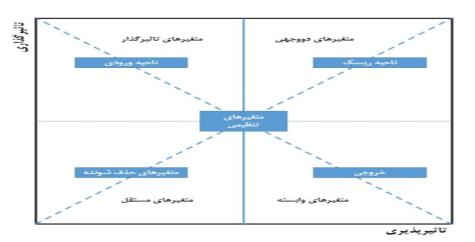 تاثیرگذاری
متغیرهای دووجهی
متغیرهای تاثیرگذار
ناحیه ریسک
ناحیه ورودی
متغیرهای
تنظیمی
خروجی
متغیرهای حذف شونده
متغیرهای وابسته
متغیرهای مستقل
تاثیرپذیری